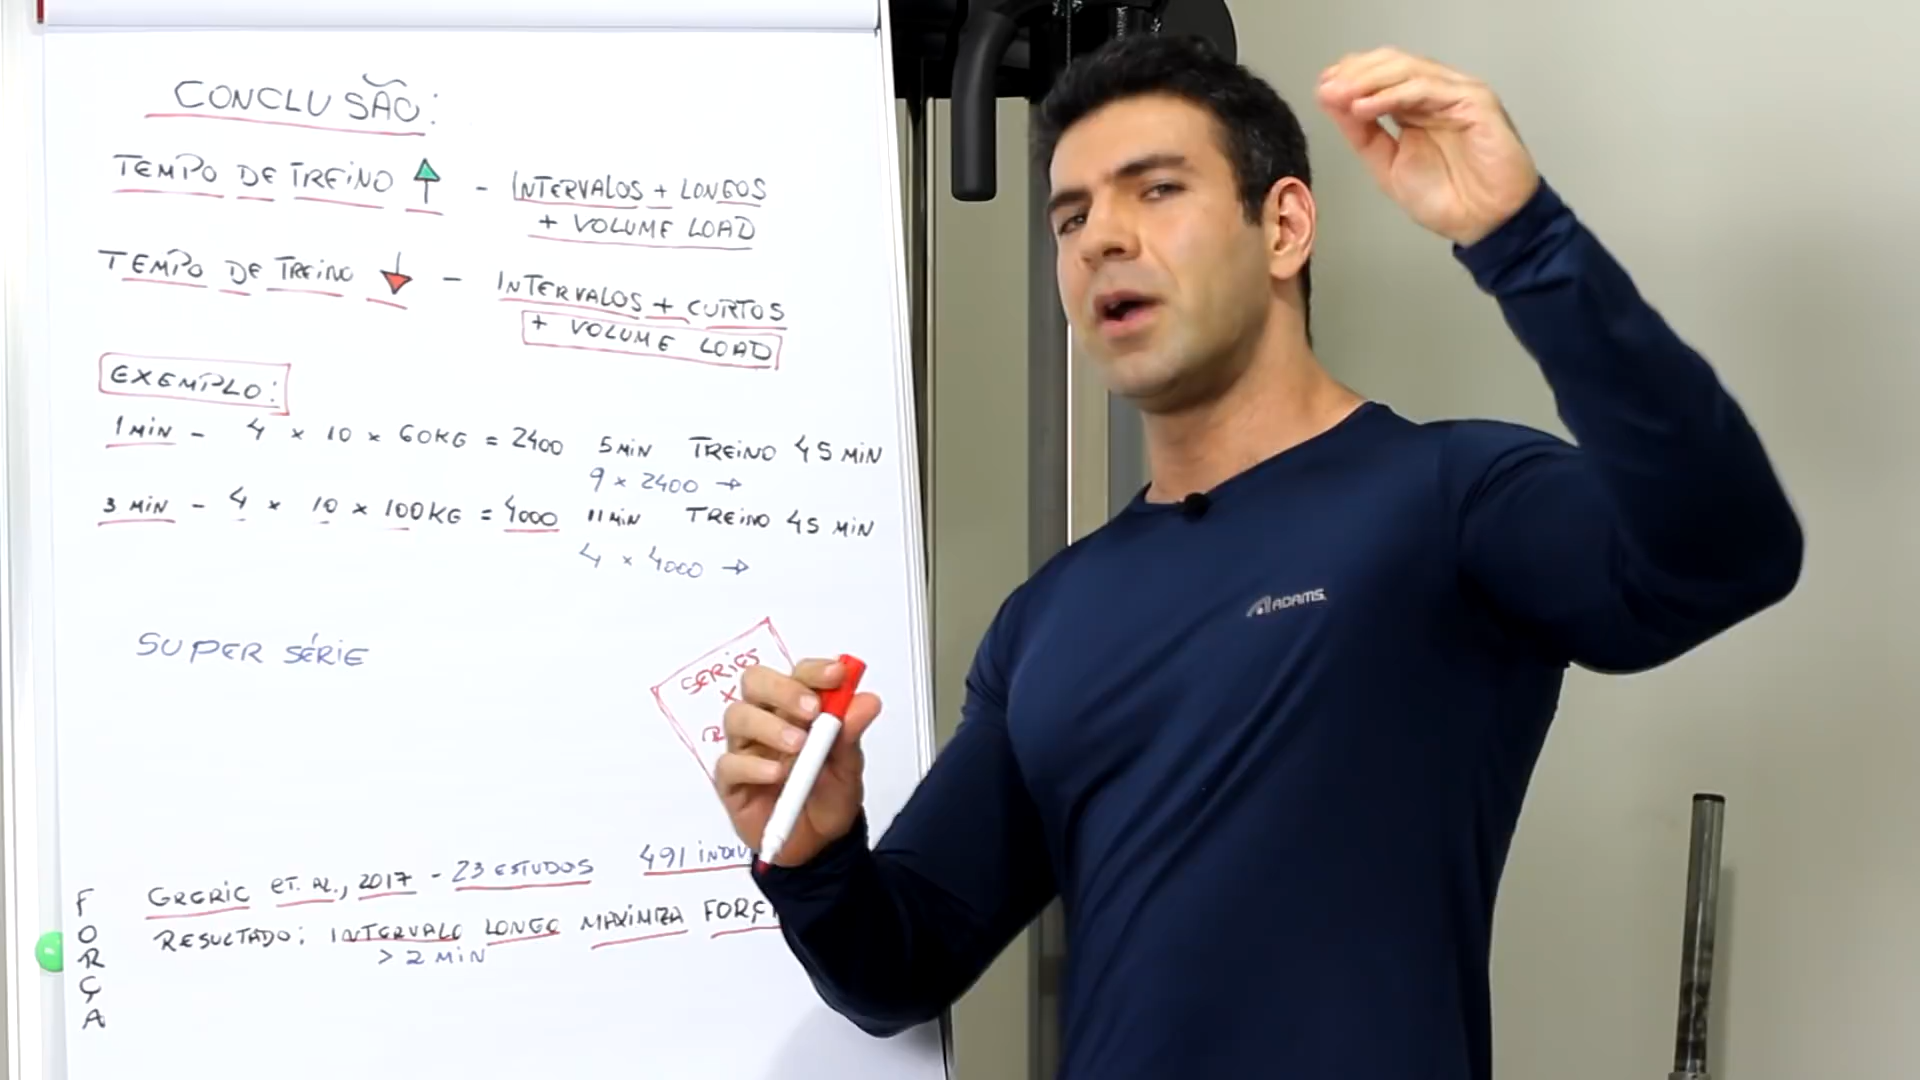 CONCLUSÃO:
TEMPO DE TREINO ↑ - INTERVALOS + LONGOS
+ VOLUME LOAD
TEMPO DE TREINO ↓ - INTERVALOS + CURTOS
+ VOLUME LOAD
EXEMPLO:
1 MIN - 4 x 10 x 60KG = 2400 5 MIN TREINO 45 MIN
9 x 2400 →
3 MIN - 4 x 10 x 100KG = 4000 11 MIN TREINO 45 MIN
4 x 4000 →
SUPER SÉRIE
SERIES
X
GRGRIC ET. AL., 2017 - 23 ESTUDOS 491
RESULTADO: INTERVALO LONGO MAXIMIZA
> 2 MIN
FORÇA
ADAMS